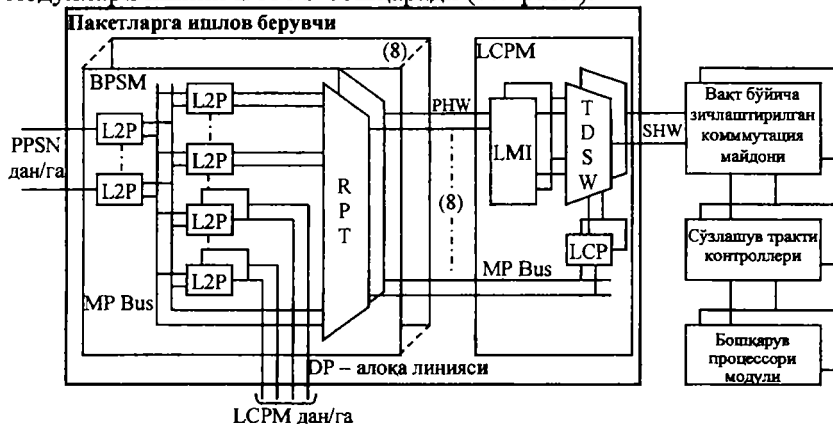 Пакетларга ишлов берувчи
(8)
BPSM
LCPM
L2P
L2P
PPSN
дан/га
L2P
L2P
L2P
L2P
R
P
T
MP Bus
PHW
(8)
LMI
T
D
S
W
SHW
LCP
MP Bus
Вақт бўйича
зичлаштирилган
комммутация
майдони
Сўзлашув тракти
контроллери
Бошқарув
процессори
модули
DP – алоқа линияси
LCPM дан/га